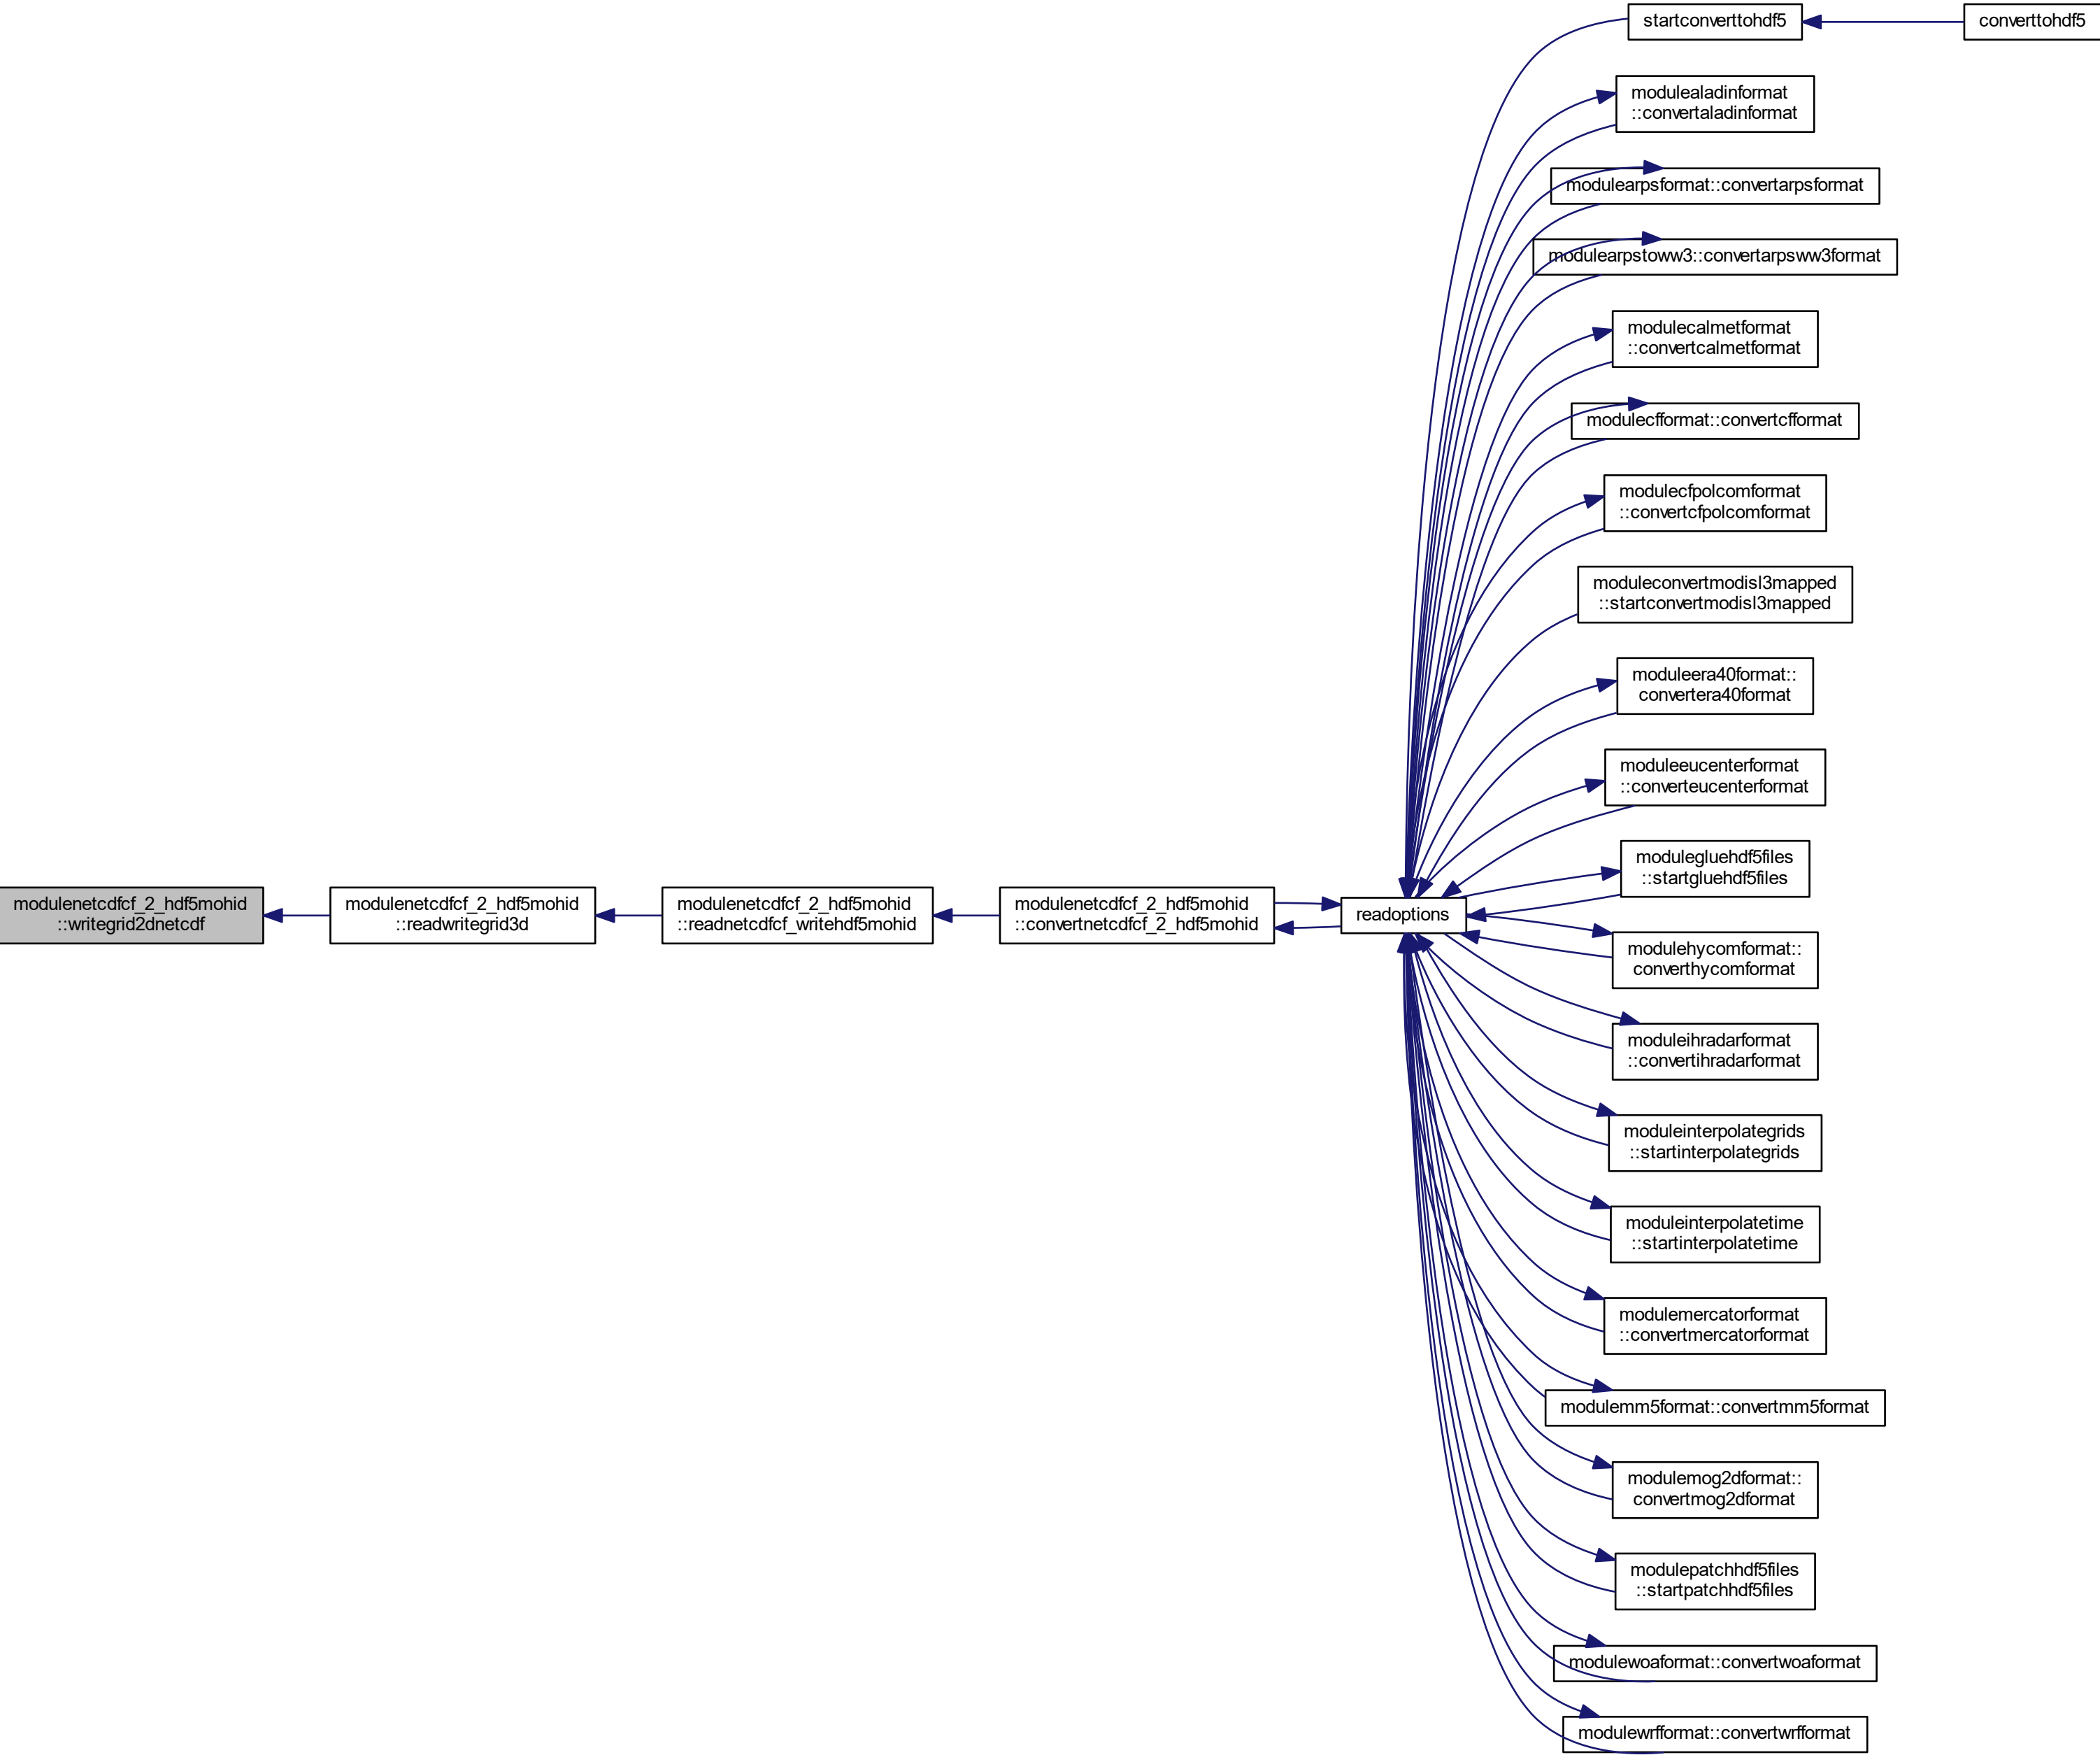 modulenetcdfcf_2_hdf5mohid
::writegrid2dnetcdf
modulenetcdfcf_2_hdf5mohid
::readwritegrid3d
modulenetcdfcf_2_hdf5mohid
::readnetcdfcf_writehdf5mohid
modulenetcdfcf_2_hdf5mohid
::convertnetcdfcf_2_hdf5mohid
readoptions
startconverttohdf5
converttohdf5
modulealadinformat
::convertaladinformat
modulearpsformat::convertarpsformat
modulearpstoww3::convertarpsww3format
modulecalmetformat
::convertcalmetformat
modulecfformat::convertcfformat
modulecfpolcomformat
::convertcfpolcomformat
moduleconvertmodisl3mapped
::startconvertmodisl3mapped
moduleera40format::
convertera40format
moduleeucenterformat
::converteucenterformat
modulegluehdf5files
::startgluehdf5files
modulehycomformat::
converthycomformat
moduleihradarformat
::convertihradarformat
moduleinterpolategrids
::startinterpolategrids
moduleinterpolatetime
::startinterpolatetime
modulemercatorformat
::convertmercatorformat
modulemm5format::convertmm5format
modulemog2dformat::
convertmog2dformat
modulepatchhdf5files
::startpatchhdf5files
modulewoaformat::convertwoaformat
modulewrfformat::convertwrfformat